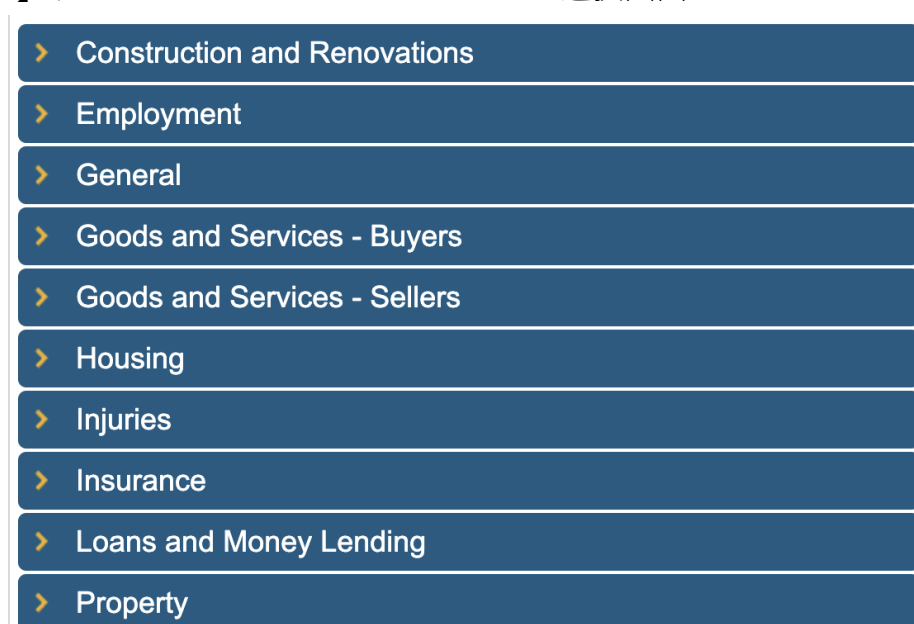 Construction and Renovations
Employment
General
Goods and Services - Buyers
Goods and Services - Sellers
Housing
Injuries
Insurance
Loans and Money Lending
Property